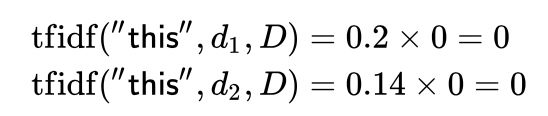 tfidf("this", d₁, D) = 0.2 × 0 = 0
tfidf("this", d₂, D) = 0.14 × 0 = 0